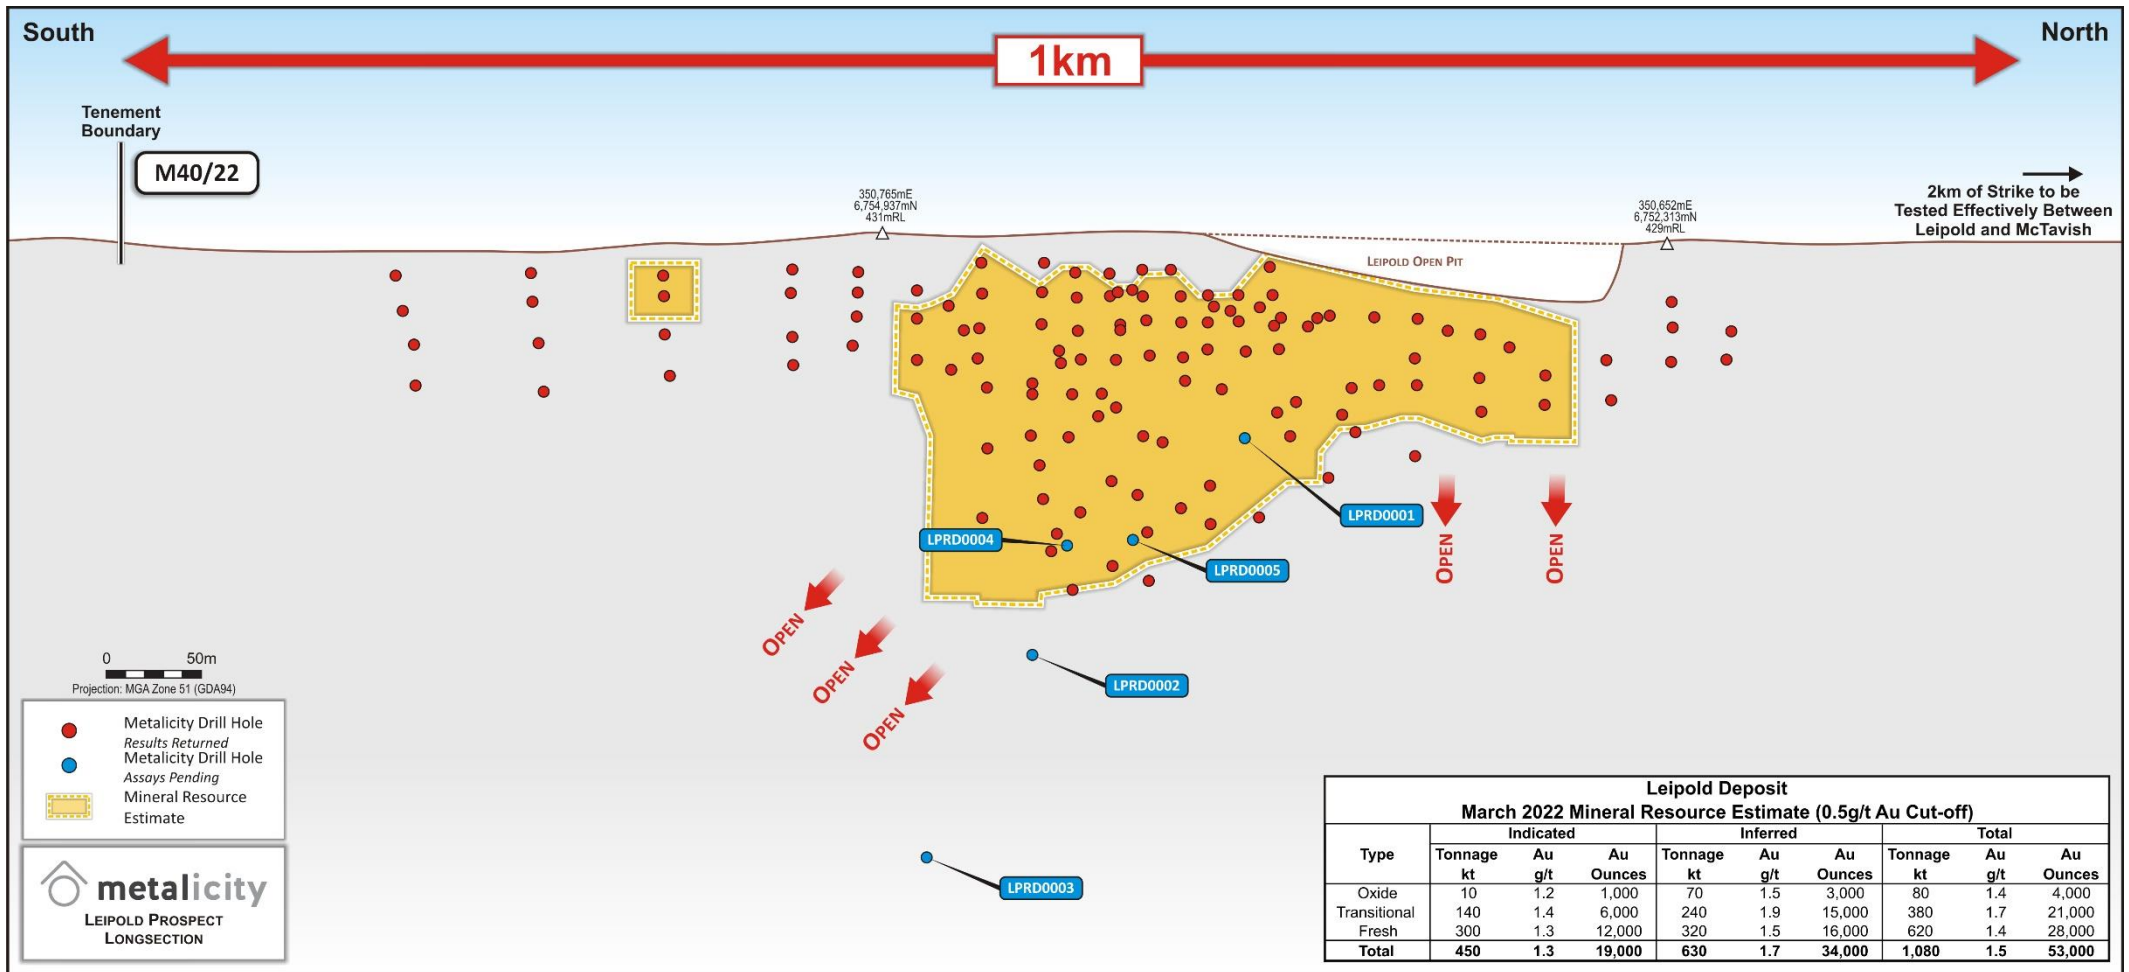 South
North
1km
Tenement
Boundary
M40/22
350,765mE
6,754,937mN
431mRL
350,652mE
6,752,313mN
429mRL
2km of Strike to be
Tested Effectively Between
Leipold and McTavish
LEIPOLD OPEN PIT
LPRD0001
LPRD0004
LPRD0005
OPEN
OPEN
OPEN
OPEN
OPEN
LPRD0002
LPRD0003
0 50m
Projection: MGA Zone 51 (GDA94)
Metalicity Drill Hole
Results Returned
Metalicity Drill Hole
Assays Pending
Mineral Resource
Estimate
metalicity
LEIPOLD PROSPECT
LONGSECTION
Leipold Deposit
March 2022 Mineral Resource Estimate (0.5g/t Au Cut-off)
Indicated Inferred Total
Type Tonnage Au Au Tonnage Au Au Tonnage Au Au
kt g/t Ounces kt g/t Ounces kt g/t Ounces
Oxide 10 1.2 1,000 70 1.5 3,000 80 1.4 4,000
Transitional 140 1.4 6,000 240 1.9 15,000 380 1.7 21,000
Fresh 300 1.3 12,000 320 1.5 16,000 620 1.4 28,000
Total 450 1.3 19,000 630 1.7 34,000 1,080 1.5 53,000